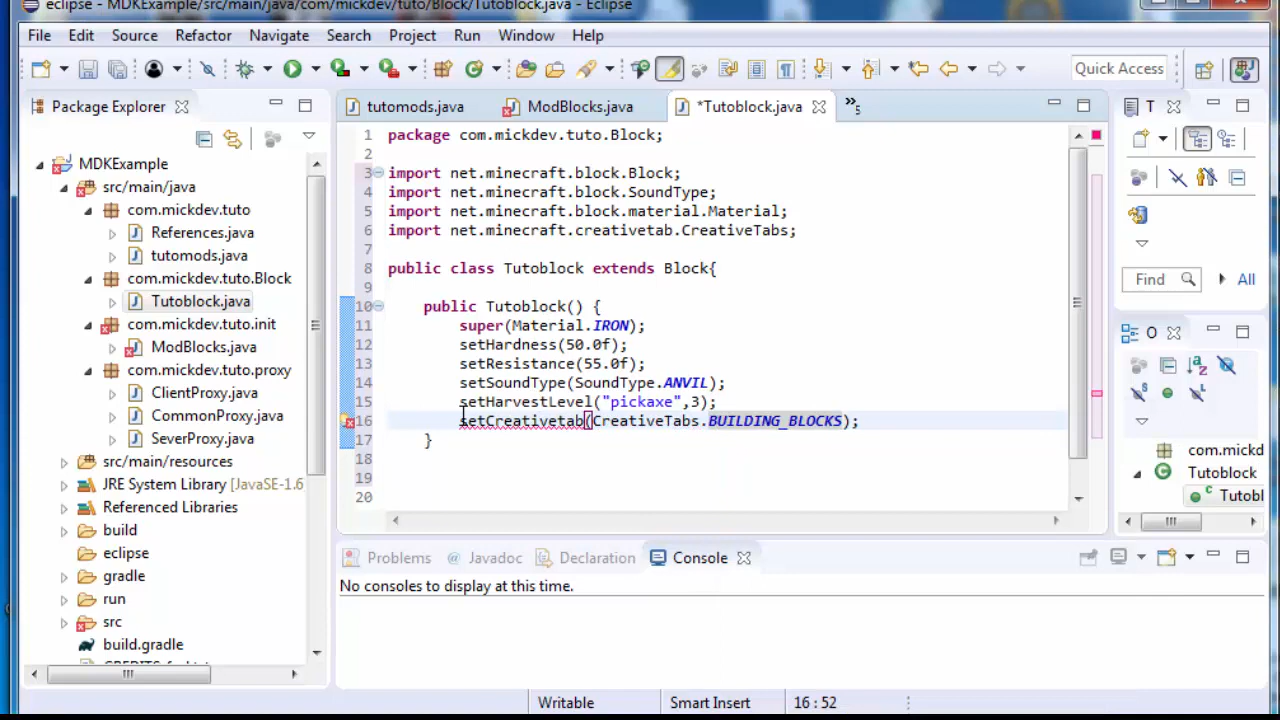 eclipse - MDKExample/src/main/java/com/mickdev/tuto/Block/Tutoblock.java - Eclipse
File Edit Source Refactor Navigate Search Project Run Window Help
Quick Access
Package Explorer
tutomods.java ModBlocks.java *Tutoblock.java »5
T
MDKExample
src/main/java
com.mickdev.tuto
References.java
tutomods.java
com.mickdev.tuto.Block
Tutoblock.java
com.mickdev.tuto.init
ModBlocks.java
com.mickdev.tuto.proxy
ClientProxy.java
CommonProxy.java
SeverProxy.java
src/main/resources
JRE System Library [JavaSE-1.6
Referenced Libraries
build
eclipse
gradle
run
src
build.gradle
1 package com.mickdev.tuto.Block;
2
3 import net.minecraft.block.Block;
4 import net.minecraft.block.SoundType;
5 import net.minecraft.block.material.Material;
6 import net.minecraft.creativetab.CreativeTabs;
7
8 public class Tutoblock extends Block{
9
10 public Tutoblock() {
11 super(Material.IRON);
12 setHardness(50.0f);
13 setResistance(55.0f);
14 setSoundType(SoundType.ANVIL);
15 setHarvestLevel("pickaxe",3);
16 setCreativetab(CreativeTabs.BUILDING_BLOCKS);
17 }
18
19
20
Find All
O
com.mickd
Tutoblock
Tutobl
Problems @ Javadoc Declaration Console
No consoles to display at this time.
Writable Smart Insert 16 : 52